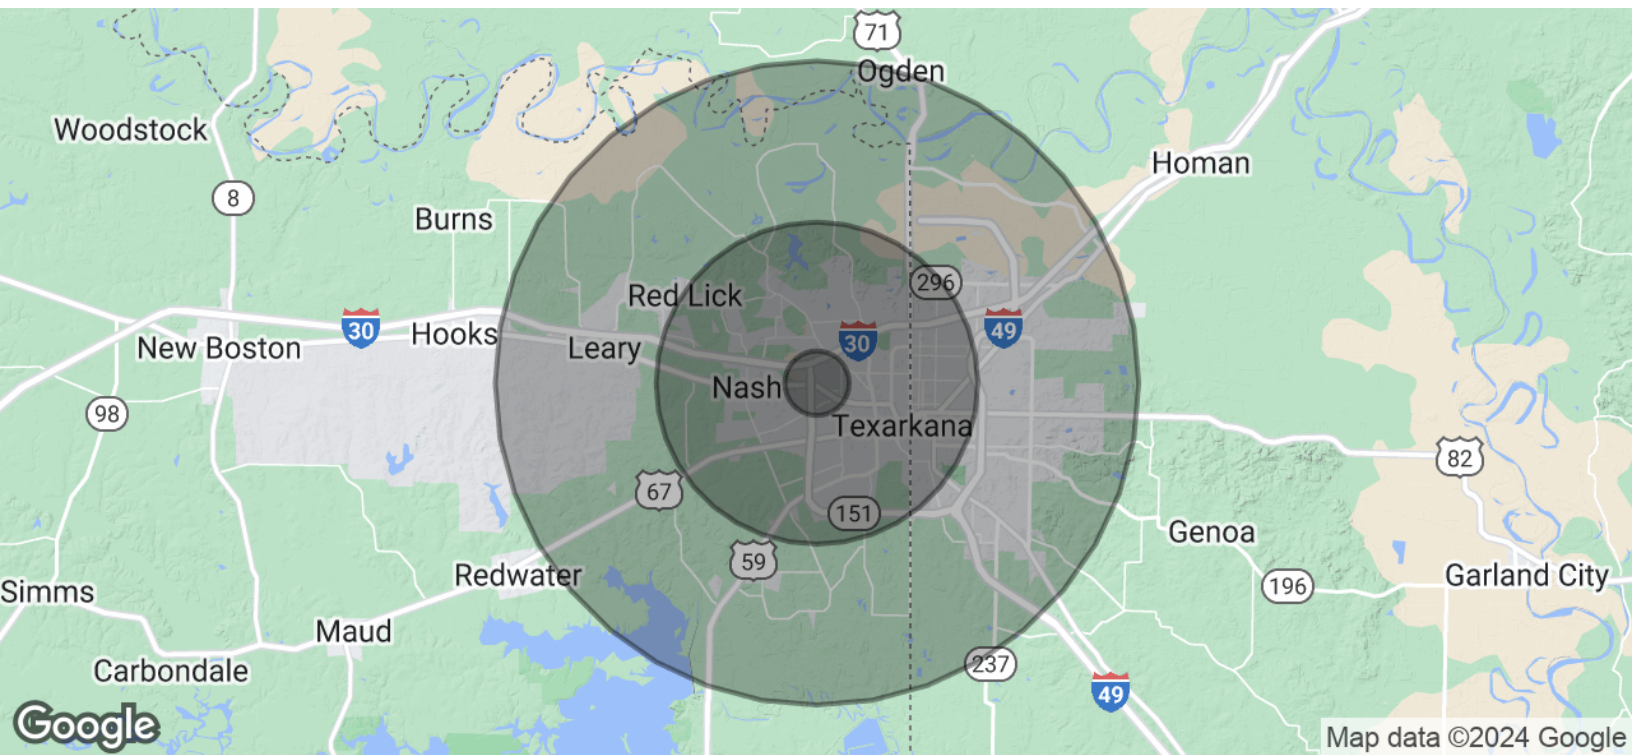 71
Ogden
Woodstock
Homan
8
Burns
296
Red Lick
30
Hooks
30
49
New Boston
Leary
Nash
98
Texarkana
82
67
151
Genoa
59
Redwater
Garland City
196
Simms
Maud
237
Carbondale
49
Google
Map data ©2024 Google